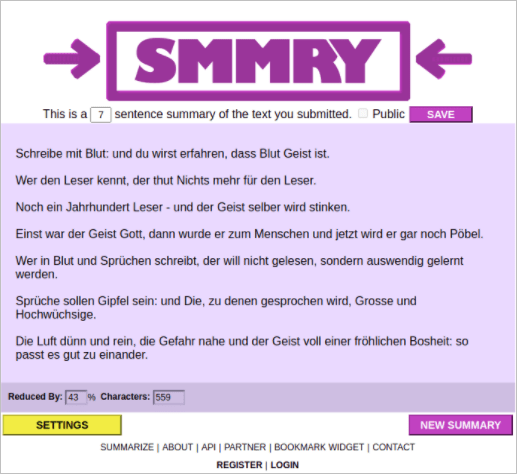 SMMRY
This is a 7 sentence summary of the text you submitted. Public SAVE
Schreibe mit Blut: und du wirst erfahren, dass Blut Geist ist.
Wer den Leser kennt, der thut Nichts mehr für den Leser.
Noch ein Jahrhundert Leser - und der Geist selber wird stinken.
Einst war der Geist Gott, dann wurde er zum Menschen und jetzt wird er gar noch Pöbel.
Wer in Blut und Sprüchen schreibt, der will nicht gelesen, sondern auswendig gelernt
werden.
Sprüche sollen Gipfel sein: und Die, zu denen gesprochen wird, Grosse und
Hochwüchsige.
Die Luft dünn und rein, die Gefahr nahe und der Geist voll einer fröhlichen Bosheit: so
passt es gut zu einander.
Reduced By: 43 % Characters: 559
SETTINGS NEW SUMMARY
SUMMARIZE | ABOUT | API | PARTNER | BOOKMARK WIDGET | CONTACT
REGISTER | LOGIN